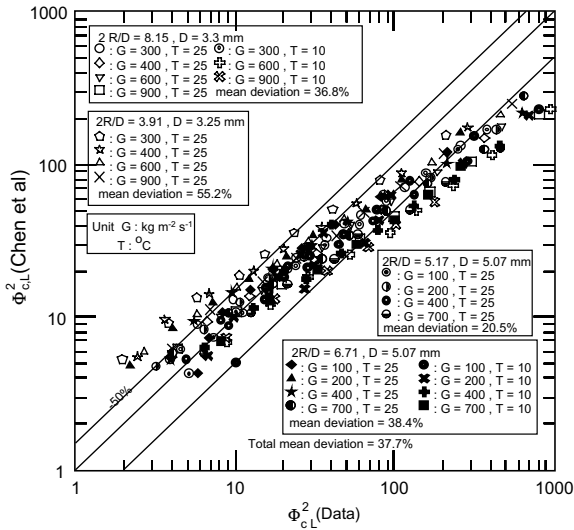 1000
100
10
1
Φ²c,L(Chen et al)
2 R/D = 8.15 , D = 3.3 mm
: G = 300 , T = 25 : G = 300 , T = 10
: G = 400 , T = 25 : G = 600 , T = 10
: G = 600 , T = 25 : G = 900 , T = 10
: G = 900 , T = 25 mean deviation = 36.8%
2R/D = 3.91 , D = 3.25 mm
: G = 300 , T = 25
: G = 400 , T = 25
: G = 600 , T = 25
: G = 900 , T = 25
mean deviation = 55.2%
Unit G : kg m⁻² s⁻¹
T : °C
2R/D = 5.17 , D = 5.07 mm
: G = 100 , T = 25
: G = 200 , T = 25
: G = 400 , T = 25
: G = 700 , T = 25
mean deviation = 20.5%
2R/D = 6.71 , D = 5.07 mm
: G = 100 , T = 25 : G = 100 , T = 10
: G = 200 , T = 25 : G = 200 , T = 10
: G = 400 , T = 25 : G = 400 , T = 10
: G = 700 , T = 25 : G = 700 , T = 10
mean deviation = 38.4%
Total mean deviation = 37.7%
-50%
1 10 100 1000
Φ²c,L (Data)